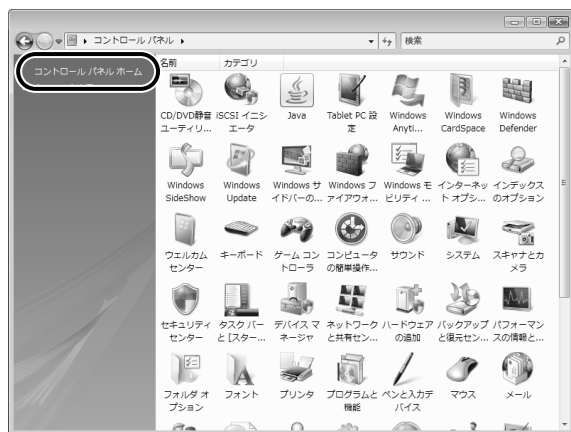 コントロール パネル
検索
コントロール パネル ホーム
名前
カテゴリ
CD/DVD静音
ユーティリ...
iSCSI イニシ
エータ
Java
Tablet PC 設
定
Windows
Anyti...
Windows
CardSpace
Windows
Defender
Windows
SideShow
Windows
Update
Windows サ
イドバーの...
Windows フ
ァイアウォ...
Windows モ
ビリティ ...
インターネッ
ト オプシ...
インデックス
のオプション
ウェルカム
センター
キーボード
ゲーム コン
トローラ
コンピュータ
の簡単操作...
サウンド
システム
スキャナとカ
メラ
セキュリティ
センター
タスク バー
と [スター...
デバイス マ
ネージャ
ネットワーク
と共有セン...
ハードウェア
の追加
バックアップ
と復元セン...
パフォーマン
スの情報と...
フォルダ オ
プション
フォント
プリンタ
プログラムと
機能
ペンと入力デ
バイス
マウス
メール